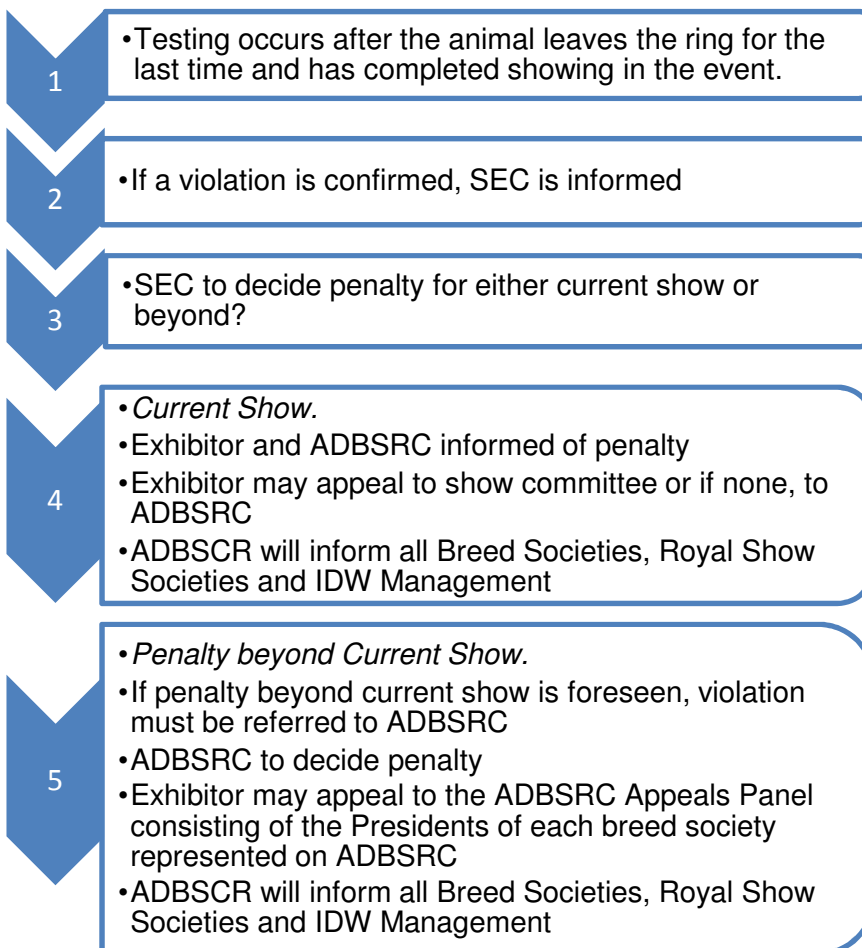 1
•Testing occurs after the animal leaves the ring for the
last time and has completed showing in the event.
2
•If a violation is confirmed, SEC is informed
3
•SEC to decide penalty for either current show or
beyond?
4
•Current Show.
•Exhibitor and ADBSRC informed of penalty
•Exhibitor may appeal to show committee or if none, to
ADBSRC
•ADBSCR will inform all Breed Societies, Royal Show
Societies and IDW Management
5
•Penalty beyond Current Show.
•If penalty beyond current show is foreseen, violation
must be referred to ADBSRC
•ADBSRC to decide penalty
•Exhibitor may appeal to the ADBSRC Appeals Panel
consisting of the Presidents of each breed society
represented on ADBSRC
•ADBSCR will inform all Breed Societies, Royal Show
Societies and IDW Management